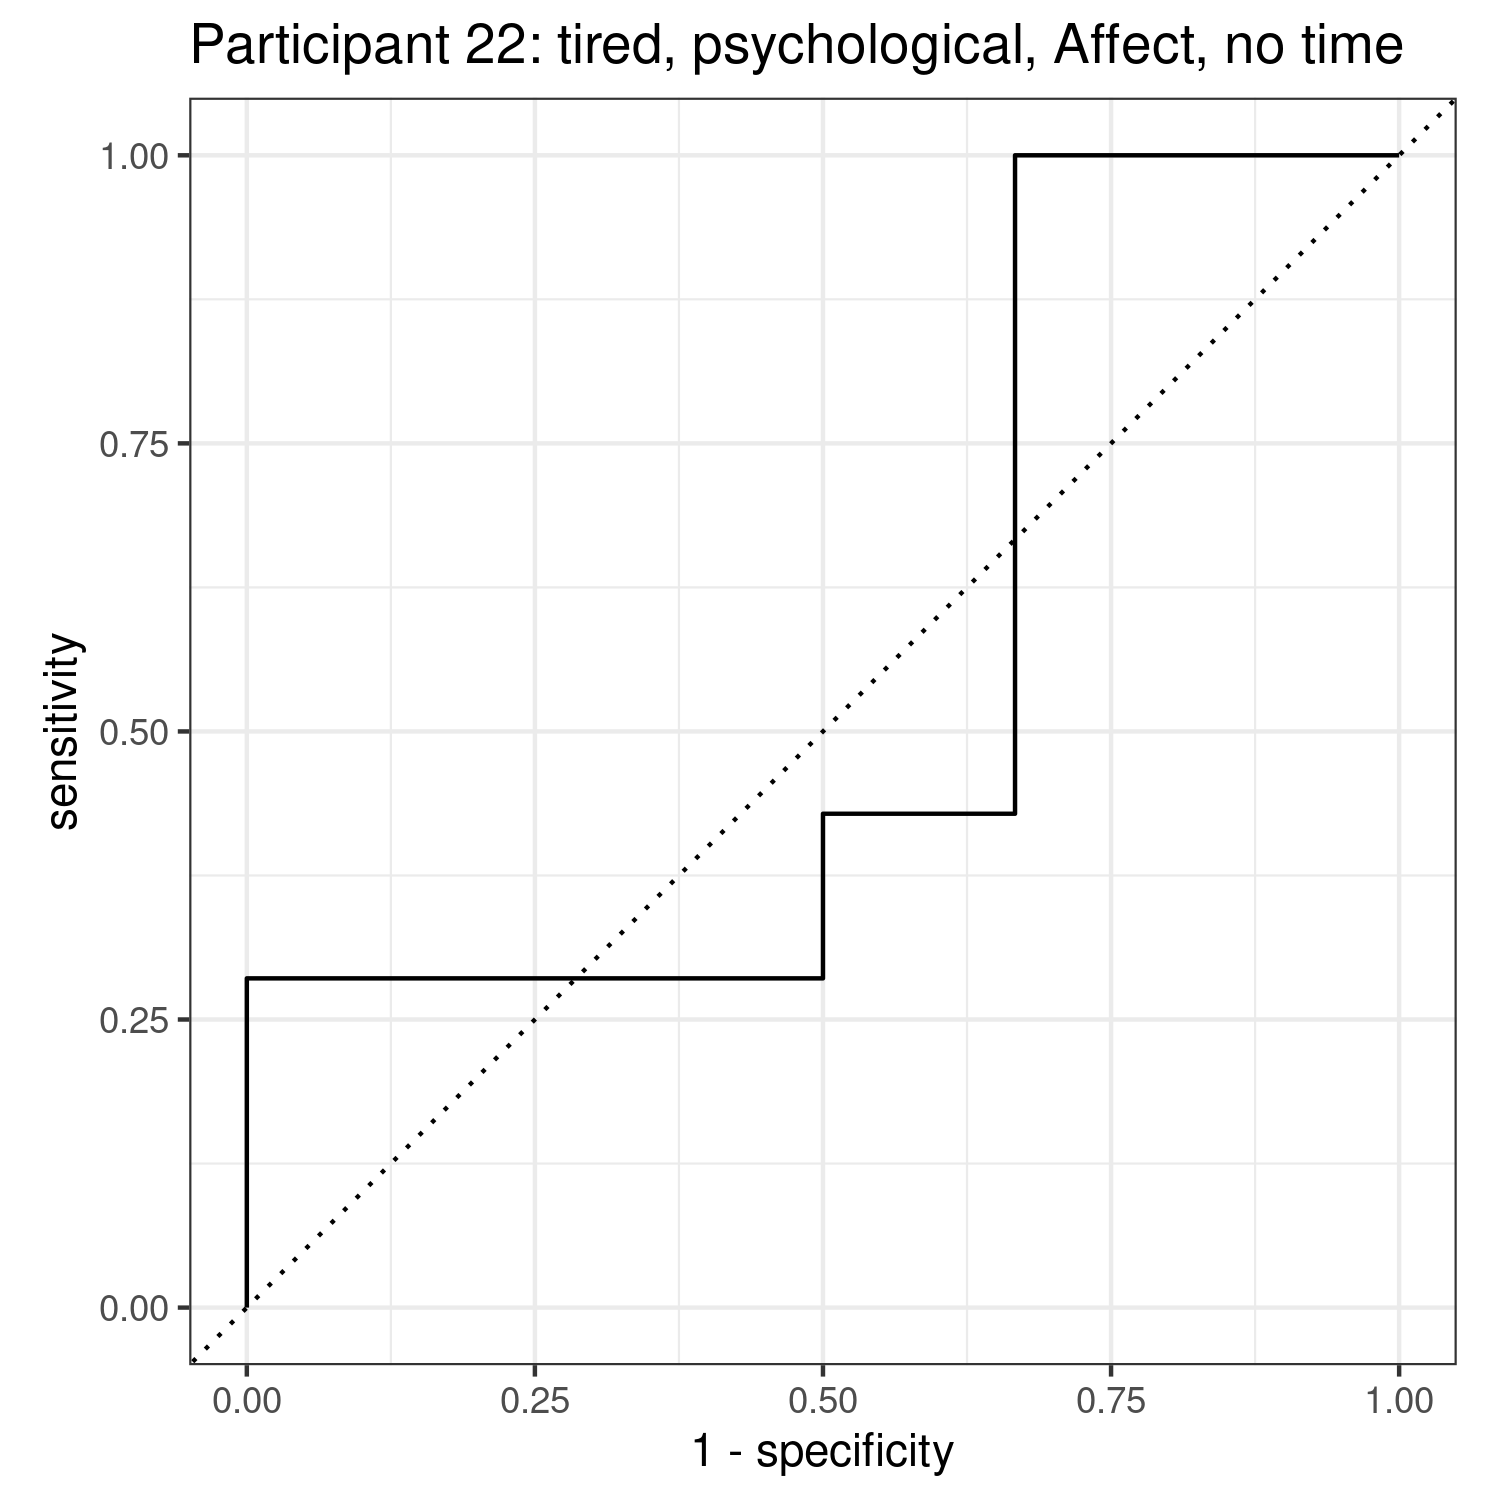 Participant 22: tired, psychological, Affect, no time
1.00
0.75
0.50
0.25
0.00
sensitivity
0.00 0.25 0.50 0.75 1.00
1 - specificity